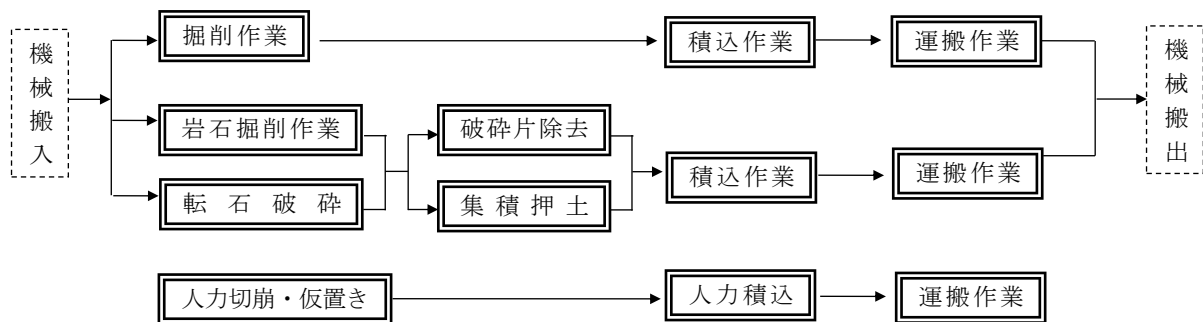 機械搬入
掘削作業
積込作業
運搬作業
機械搬出
岩石掘削作業
破砕片除去
積込作業
運搬作業
転石破砕
集積押土
人力切崩・仮置き
人力積込
運搬作業